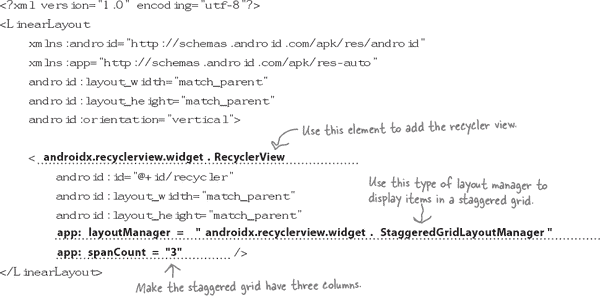 <?xml version="1.0" encoding="utf-8"?>
<LinearLayout
xmlns:android="http://schemas.android.com/apk/res/android"
xmlns:app="http://schemas.android.com/apk/res-auto"
android:layout_width="match_parent"
android:layout_height="match_parent"
android:orientation="vertical">
Use this element to add the recycler view.
< androidx.recyclerview.widget . RecyclerView
android:id="@+id/recycler"
android:layout_width="match_parent"
android:layout_height="match_parent"
Use this type of layout manager to
display items in a staggered grid.
app: layoutManager = " androidx.recyclerview.widget . StaggeredGridLayoutManager "
app: spanCount = "3" />
</LinearLayout>
Make the staggered grid have three columns.